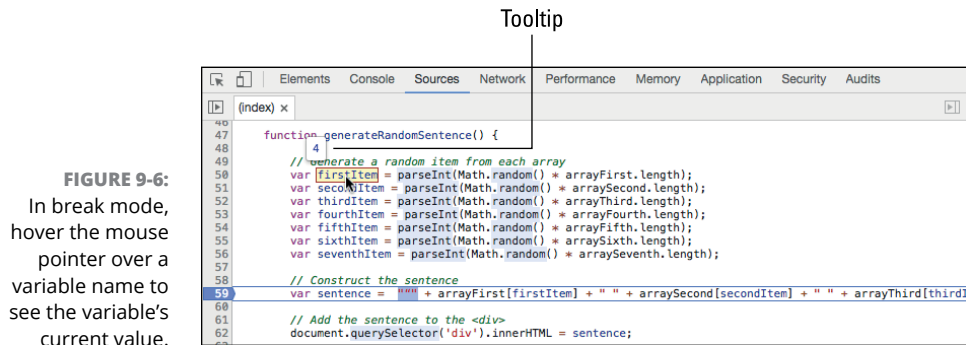 Tooltip
Elements Console Sources Network Performance Memory Application Security Audits
(index) ×
46
47 function generateRandomSentence() {
4
48
49 // Generate a random item from each array
50 var firstItem = parseInt(Math.random() * arrayFirst.length);
51 var secondItem = parseInt(Math.random() * arraySecond.length);
52 var thirdItem = parseInt(Math.random() * arrayThird.length);
53 var fourthItem = parseInt(Math.random() * arrayFourth.length);
54 var fifthItem = parseInt(Math.random() * arrayFifth.length);
55 var sixthItem = parseInt(Math.random() * arraySixth.length);
56 var seventhItem = parseInt(Math.random() * arraySeventh.length);
57
58 // Construct the sentence
59 var sentence = "“" + arrayFirst[firstItem] + " " + arraySecond[secondItem] + " " + arrayThird[thirdI
60
61 // Add the sentence to the <div>
62 document.querySelector('div').innerHTML = sentence;
FIGURE 9-6:
In break mode,
hover the mouse
pointer over a
variable name to
see the variable’s
current value.